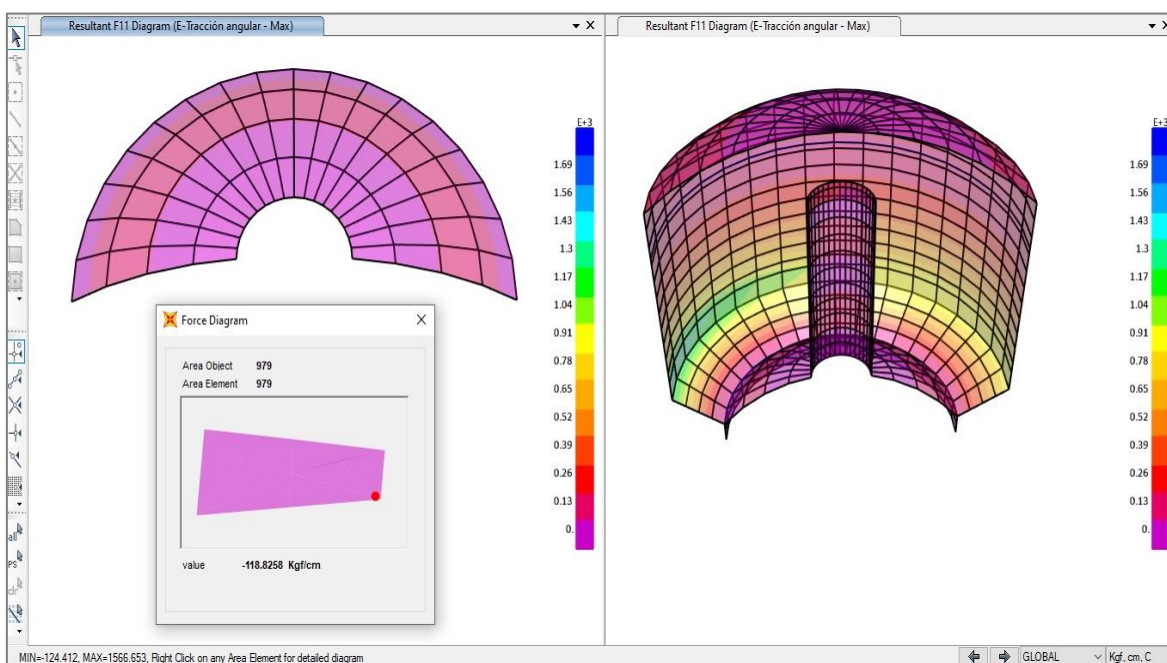 Resultant F11 Diagram (E-Tracción angular - Max)
X
Resultant F11 Diagram (E-Tracción angular - Max)
X
E+3
1.69
1.56
1.43
1.3
1.17
1.04
0.91
0.78
0.65
0.52
0.39
0.26
0.13
0.
E+3
1.69
1.56
1.43
1.3
1.17
1.04
0.91
0.78
0.65
0.52
0.39
0.26
0.13
0.
Force Diagram
X
Area Object 979
Area Element 979
value -118.8258 Kgf/cm
all
PS
clr
MIN=-124.412, MAX=1566.653, Right Click on any Area Element for detailed diagram
GLOBAL
Kgf, cm, C